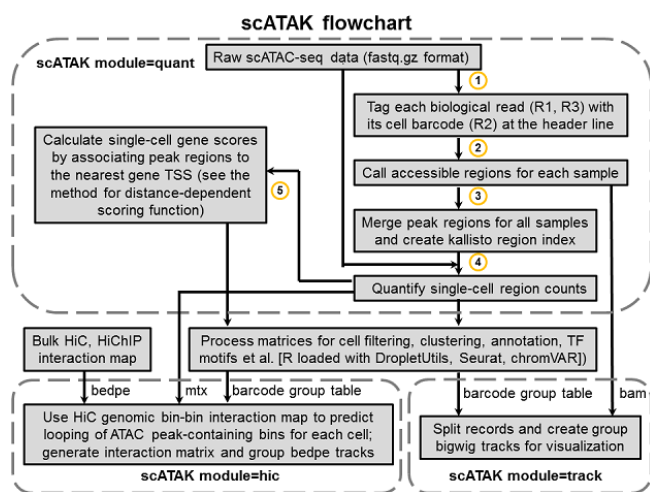 scATAK flowchart
scATAK module=quant
Raw scATAC-seq data (fastq.gz format)
1
Tag each biological read (R1, R3) with
its cell barcode (R2) at the header line
2
Call accessible regions for each sample
3
Merge peak regions for all samples
and create kallisto region index
4
Quantify single-cell region counts
5
Calculate single-cell gene scores
by associating peak regions to
the nearest gene TSS (see the
method for distance-dependent
scoring function)
Bulk HiC, HiChIP
interaction map
Process matrices for cell filtering, clustering, annotation, TF
motifs et al. [R loaded with DropletUtils, Seurat, chromVAR])
bedpe
mtx
barcode group table
barcode group table
bam
Use HiC genomic bin-bin interaction map to predict
looping of ATAC peak-containing bins for each cell;
generate interaction matrix and group bedpe tracks
scATAK module=hic
Split records and create group
bigwig tracks for visualization
scATAK module=track